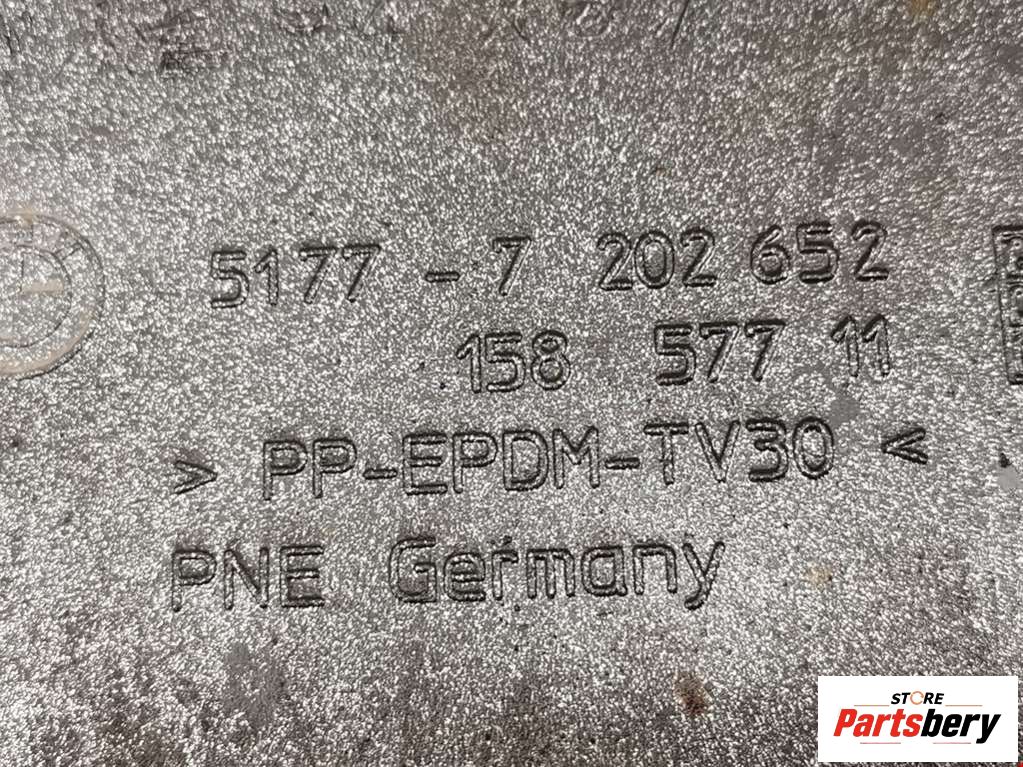 5177 - 7 202 652
158 577 11
> PP-EPDM-TV30 <
PNE Germany
STORE
Partsbery